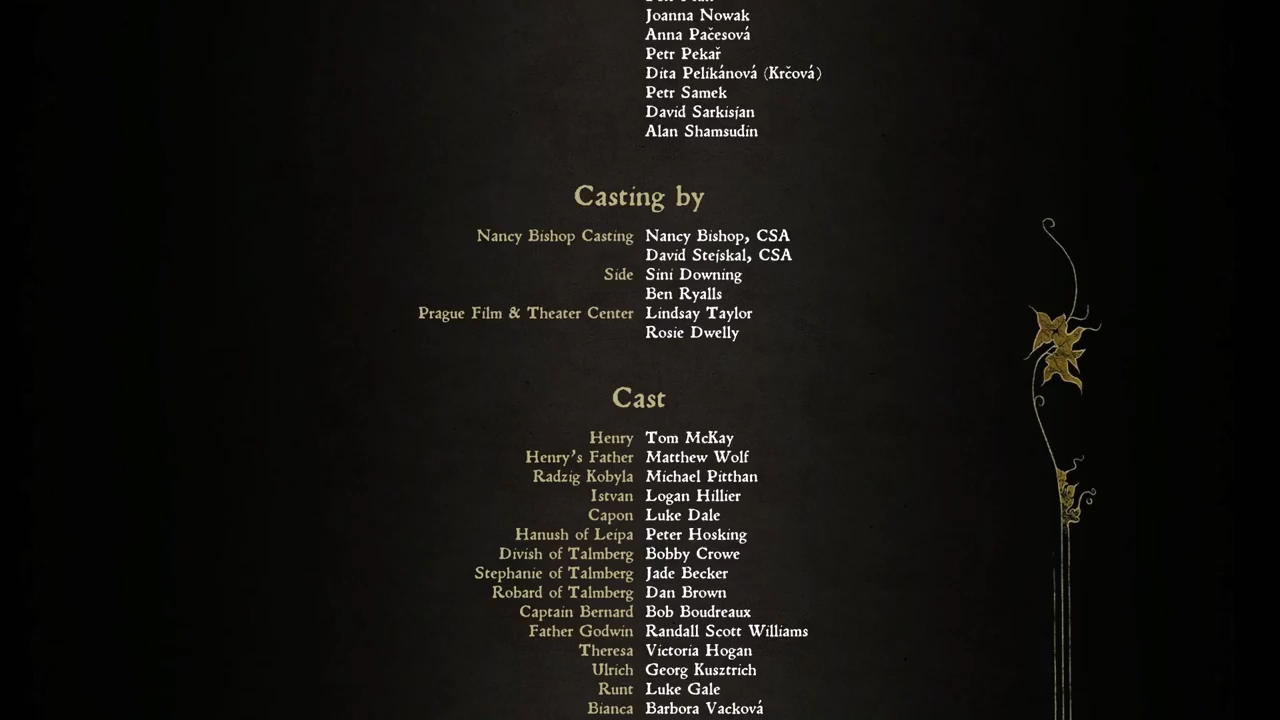 Joanna Nowak
Anna Pačesová
Petr Pekař
Dita Pelikánová (Krčová)
Petr Samek
David Sarkisjan
Alan Shamsudin
Casting by
Nancy Bishop Casting Nancy Bishop, CSA
David Stejskal, CSA
Side Sini Downing
Ben Ryalls
Prague Film & Theater Center Lindsay Taylor
Rosie Dwelly
Cast
Henry Tom McKay
Henry's Father Matthew Wolf
Radzig Kobyla Michael Pitthan
Istvan Logan Hillier
Capon Luke Dale
Hanush of Leipa Peter Hosking
Divish of Talmberg Bobby Crowe
Stephanie of Talmberg Jade Becker
Robard of Talmberg Dan Brown
Captain Bernard Bob Boudreaux
Father Godwin Randall Scott Williams
Theresa Victoria Hogan
Ulrich Georg Kusztrich
Runt Luke Gale
Bianca Barbora Vacková